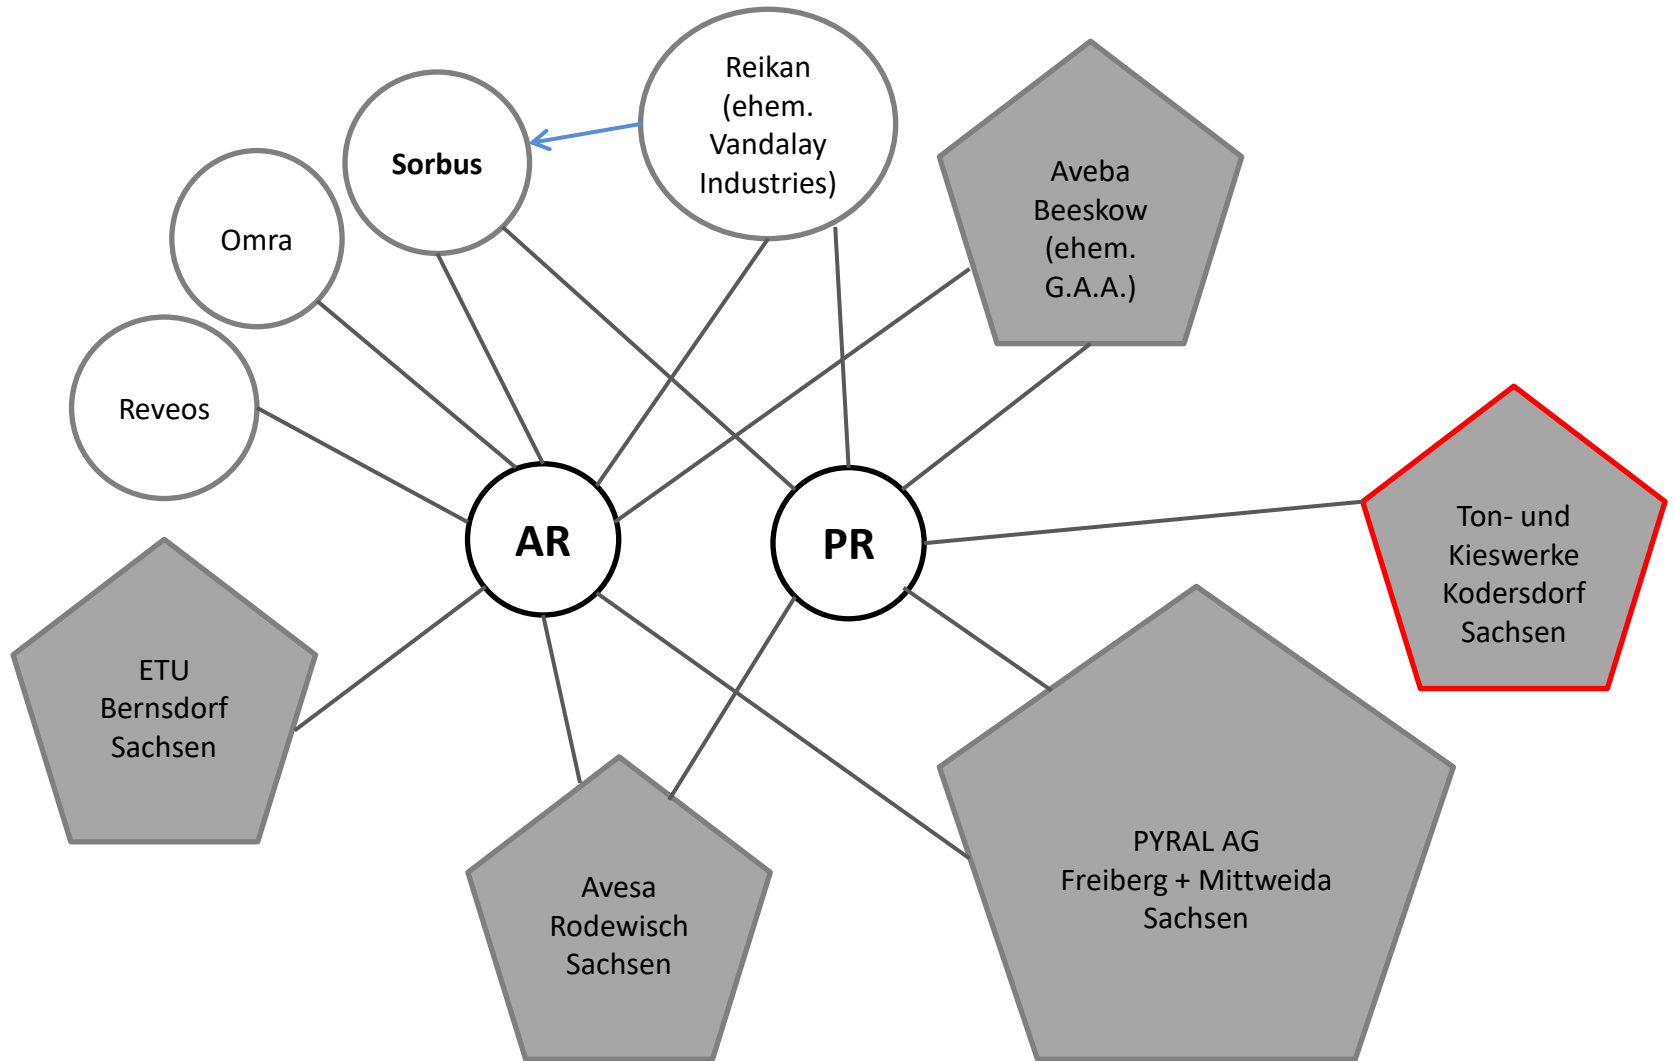 Reikan
(ehem.
Vandalay
Industries)
Sorbus
Aveba
Beeskow
(ehem.
G.A.A.)
Omra
Reveos
AR
PR
Ton- und
Kieswerke
Kodersdorf
Sachsen
ETU
Bernsdorf
Sachsen
Avesa
Rodewisch
Sachsen
PYRAL AG
Freiberg + Mittweida
Sachsen